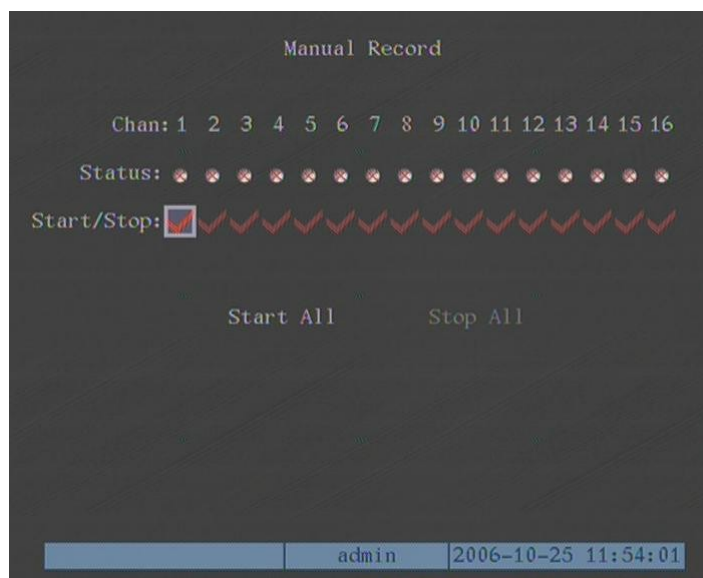 Manual Record
Chan: 1 2 3 4 5 6 7 8 9 10 11 12 13 14 15 16
Status:
Start/Stop:
Start All Stop All
admin 2006-10-25 11:54:01